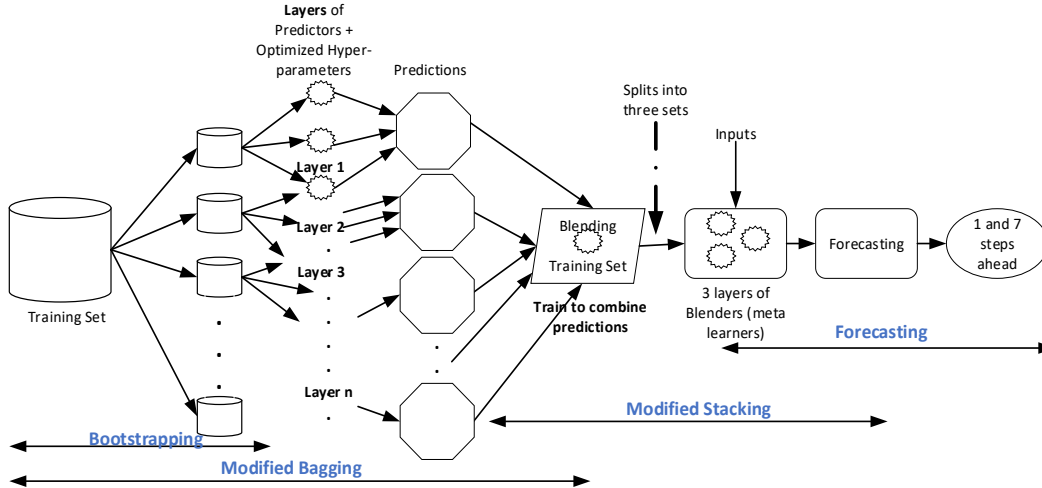 Layers of
Predictors +
Optimized Hyper-
parameters
Predictions
Splits into
three sets
Inputs
Layer 1
Layer 2
Layer 3
Layer n
Blending
Training Set
Train to combine
predictions
Forecasting
1 and 7
steps
ahead
Training Set
3 layers of
Blenders (meta
learners)
Forecasting
Modified Stacking
Bootstrapping
Modified Bagging